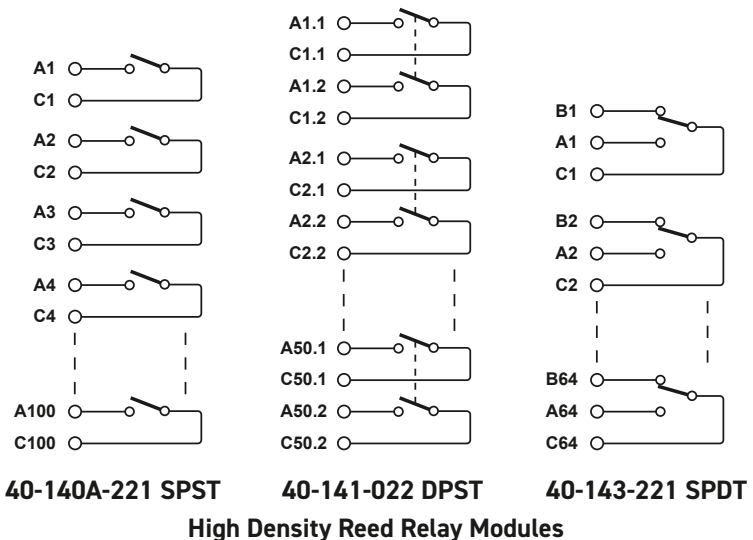 A1
C1
A2
C2
A3
C3
A4
C4
A100
C100
40-140A-221 SPST
A1.1
C1.1
A1.2
C1.2
A2.1
C2.1
A2.2
C2.2
A50.1
C50.1
A50.2
C50.2
40-141-022 DPST
B1
A1
C1
B2
A2
C2
B64
A64
C64
40-143-221 SPDT
High Density Reed Relay Modules